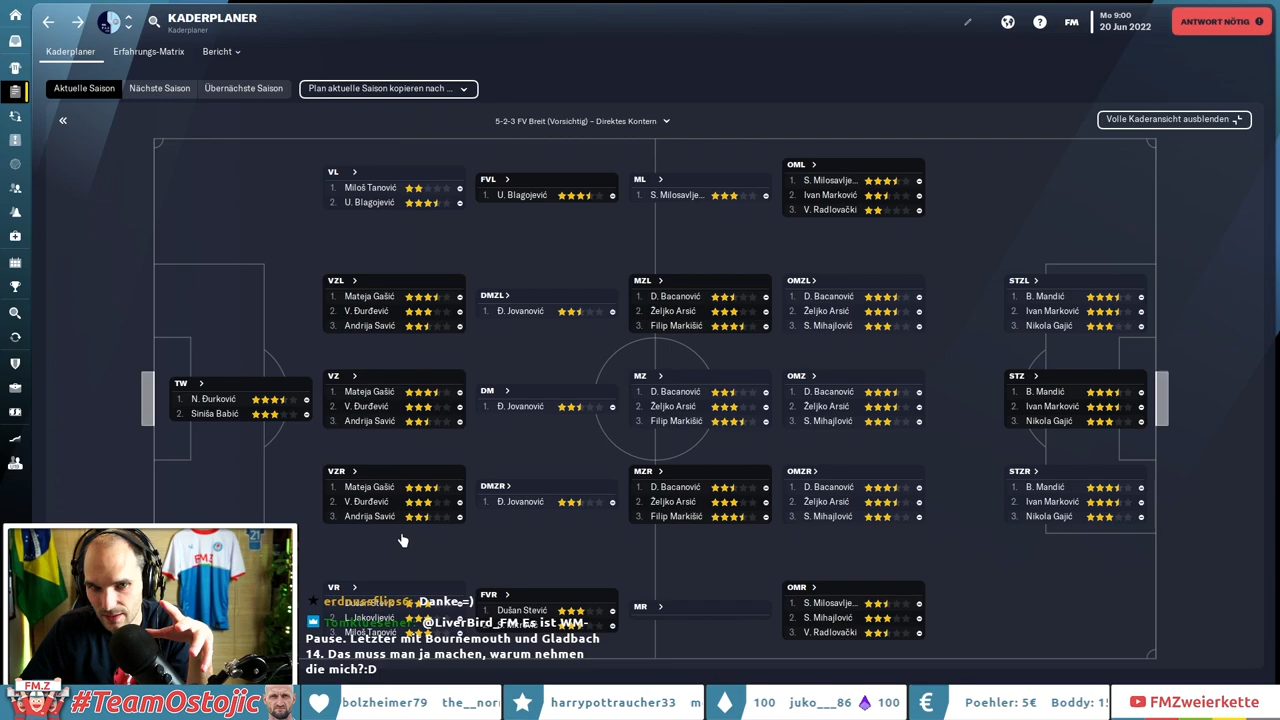 KADERPLANER
Kaderplaner
FM
Mo 9:00
20 Jun 2022
ANTWORT NÖTIG
Kaderplaner
Erfahrungs-Matrix
Bericht
Aktuelle Saison
Nächste Saison
Übernächste Saison
Plan aktuelle Saison kopieren nach ...
5-2-3 FV Breit (Vorsichtig) – Direktes Kontern
Volle Kaderansicht ausblenden
VL
1. Miloš Tanović
2. U. Blagojević
FVL
1. U. Blagojević
ML
1. S. Milosavlje...
OML
1. S. Milosavlje...
2. Ivan Marković
3. V. Radlovački
VZL
1. Mateja Gašić
2. V. Đurđević
3. Andrija Savić
DMZL
1. Đ. Jovanović
MZL
1. D. Bacanović
2. Željko Arsić
3. Filip Markišić
OMZL
1. D. Bacanović
2. Željko Arsić
3. S. Mihajlović
STZL
1. B. Mandić
2. Ivan Marković
3. Nikola Gajić
TW
1. N. Đurković
2. Siniša Babić
VZ
1. Mateja Gašić
2. V. Đurđević
3. Andrija Savić
DM
1. Đ. Jovanović
MZ
1. D. Bacanović
2. Željko Arsić
3. Filip Markišić
OMZ
1. D. Bacanović
2. Željko Arsić
3. S. Mihajlović
STZ
1. B. Mandić
2. Ivan Marković
3. Nikola Gajić
VZR
1. Mateja Gašić
2. V. Đurđević
3. Andrija Savić
DMZR
1. Đ. Jovanović
MZR
1. D. Bacanović
2. Željko Arsić
3. Filip Markišić
OMZR
1. D. Bacanović
2. Željko Arsić
3. S. Mihajlović
STZR
1. B. Mandić
2. Ivan Marković
3. Nikola Gajić
VR
Jakovljević
3. Miloš Tanović
FVR
1. Dušan Stević
MR
OMR
1. S. Milosavlje...
2. Ivan Marković
3. V. Radlovački
Danke =)
@LiverBird_FM Es ist WM-
Pause. Letzter mit Bournemouth und Gladbach
14. Das muss man ja machen, warum nehmen
die mich?:D
FM.Z
FM.Z
#TeamOstojic
bolzheimer79
harrypottraucher33
100
juko___86
100
Poehler: 5€
Boddy:
FMZweierkette